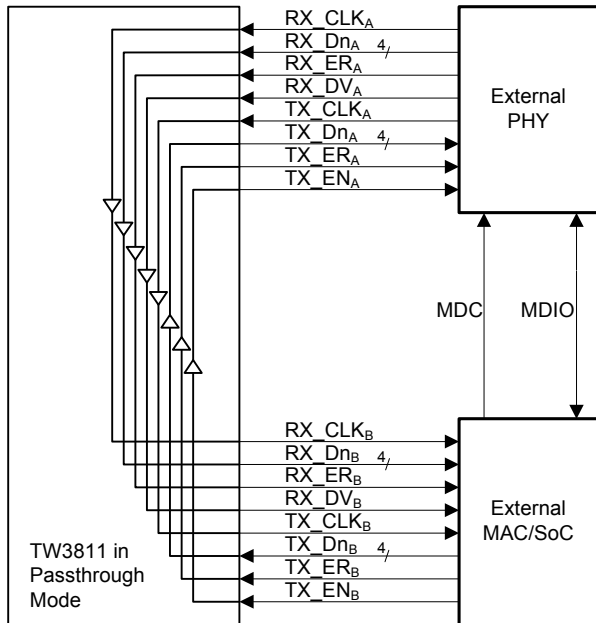 RX_CLKA
RX_DnA 4/
RX_ERA
RX_DVA
TX_CLKA
TX_DnA 4/
TX_ERA
TX_ENA
External
PHY
MDC
MDIO
RX_CLKB
RX_DnB 4/
RX_ERB
RX_DVB
TX_CLKB
TX_DnB 4/
TX_ERB
TX_ENB
External
MAC/SoC
TW3811 in
Passthrough
Mode